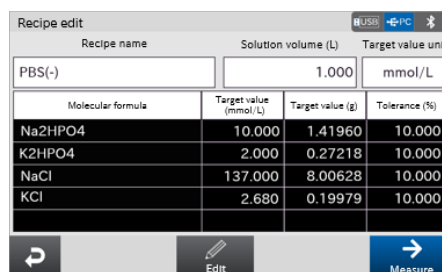 Recipe edit USB PC
Recipe name Solution volume (L) Target value uni
PBS(-) 1.000 mmol/L
Molecular formula Target value (mmol/L) Target value (g) Tolerance (%)
Na2HPO4 10.000 1.41960 10.000
K2HPO4 2.000 0.27218 10.000
NaCl 137.000 8.00628 10.000
KCl 2.680 0.19979 10.000
Edit Measure